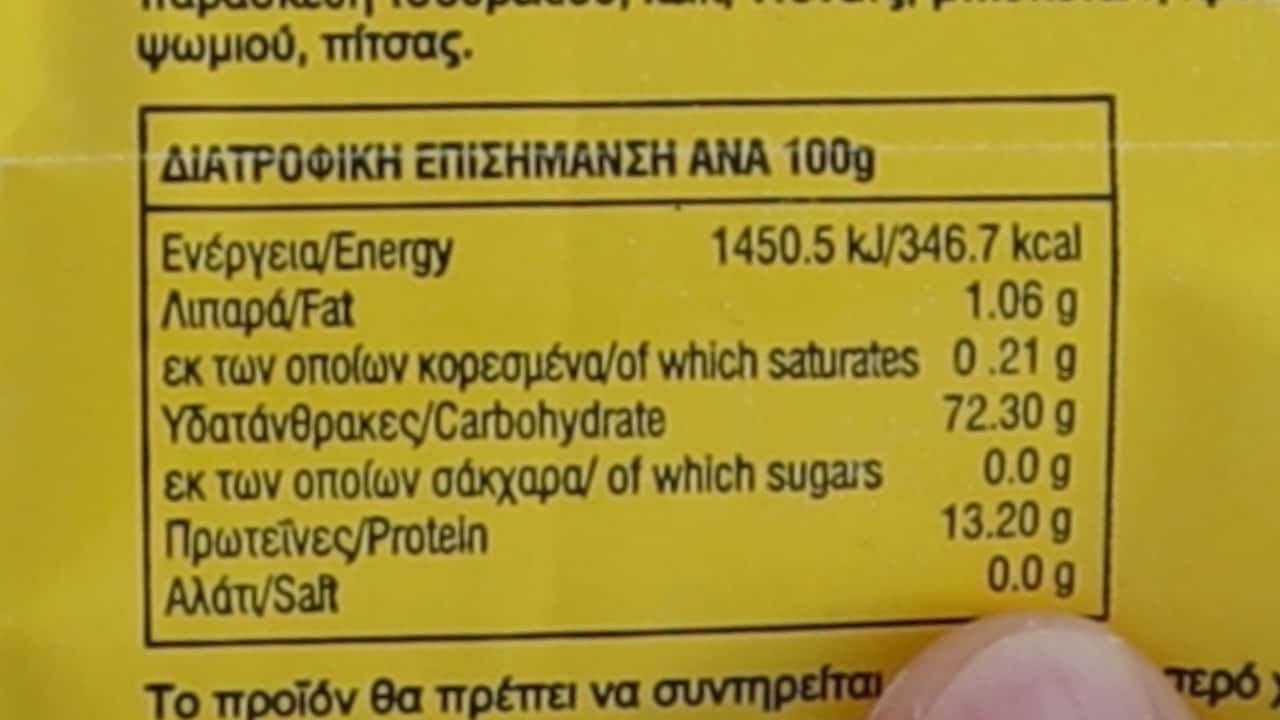 ψωμιού, πίτσας.
ΔΙΑΤΡΟΦΙΚΗ ΕΠΙΣΗΜΑΝΣΗ ΑΝΑ 100g
Ενέργεια/Energy 1450.5 kJ/346.7 kcal
Λιπαρά/Fat 1.06 g
εκ των οποίων κορεσμένα/of which saturates 0.21 g
Υδατάνθρακες/Carbohydrate 72.30 g
εκ των οποίων σάκχαρα/ of which sugars 0.0 g
Πρωτεΐνες/Protein 13.20 g
Αλάτι/Salt 0.0 g
Το προϊόν θα πρέπει να συντηρείται